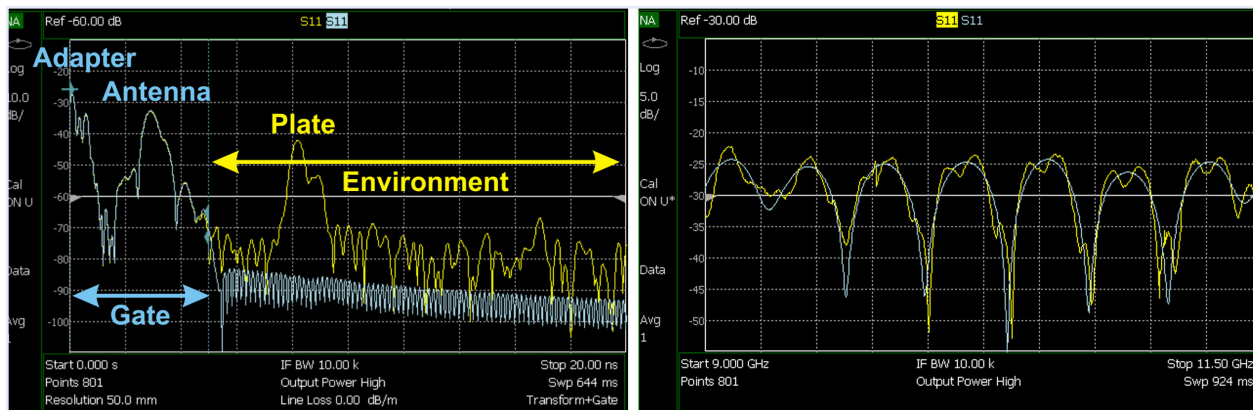 NA
Ref -60.00 dB
S11 S11
Log
10.0
dB/
Cal
ON U
Data
Avg
1
Adapter
Antenna
Plate
Environment
Gate
-20
-30
-40
-50
-60
-70
-80
-90
-100
Start 0.000 s
IF BW 10.00 k
Stop 20.00 ns
Points 801
Output Power High
Swp 644 ms
Resolution 50.0 mm
Line Loss 0.00 dB/m
Transform+Gate
NA
Ref -30.00 dB
S11 S11
Log
5.0
dB/
Cal
ON U*
Data
Avg
1
-10
-15
-20
-25
-30
-35
-40
-45
-50
Start 9.000 GHz
IF BW 10.00 k
Stop 11.50 GHz
Points 801
Output Power High
Swp 924 ms